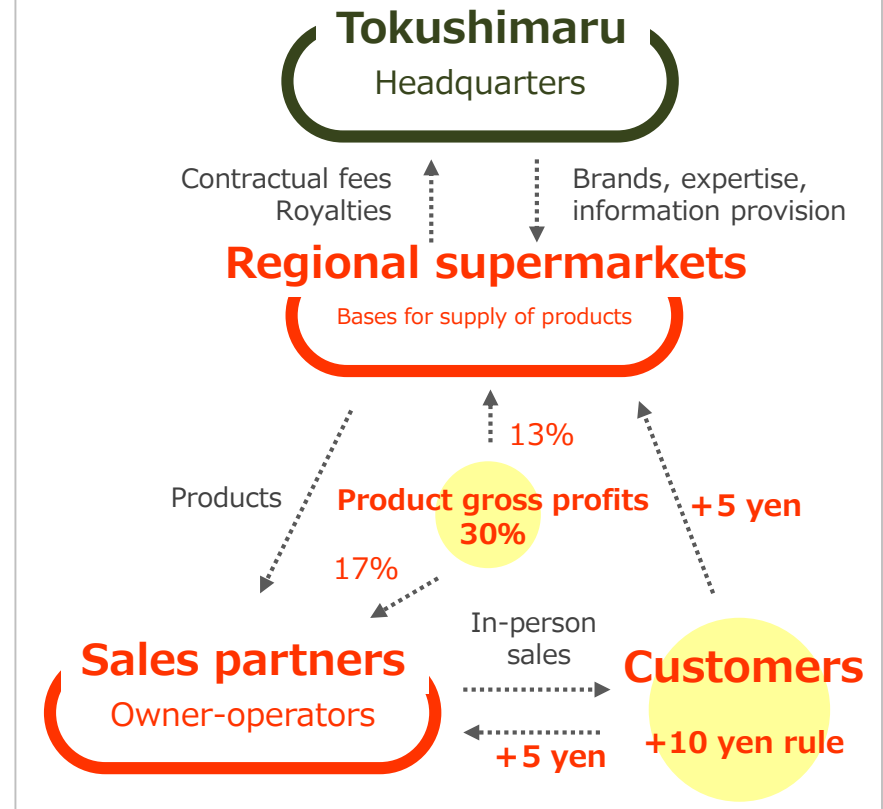 Tokushimaru
Headquarters
Contractual fees
Royalties
Brands, expertise,
information provision
Regional supermarkets
Bases for supply of products
13%
Products
Product gross profits
30%
+5 yen
17%
In-person
sales
Sales partners
Owner-operators
Customers
+10 yen rule
+5 yen